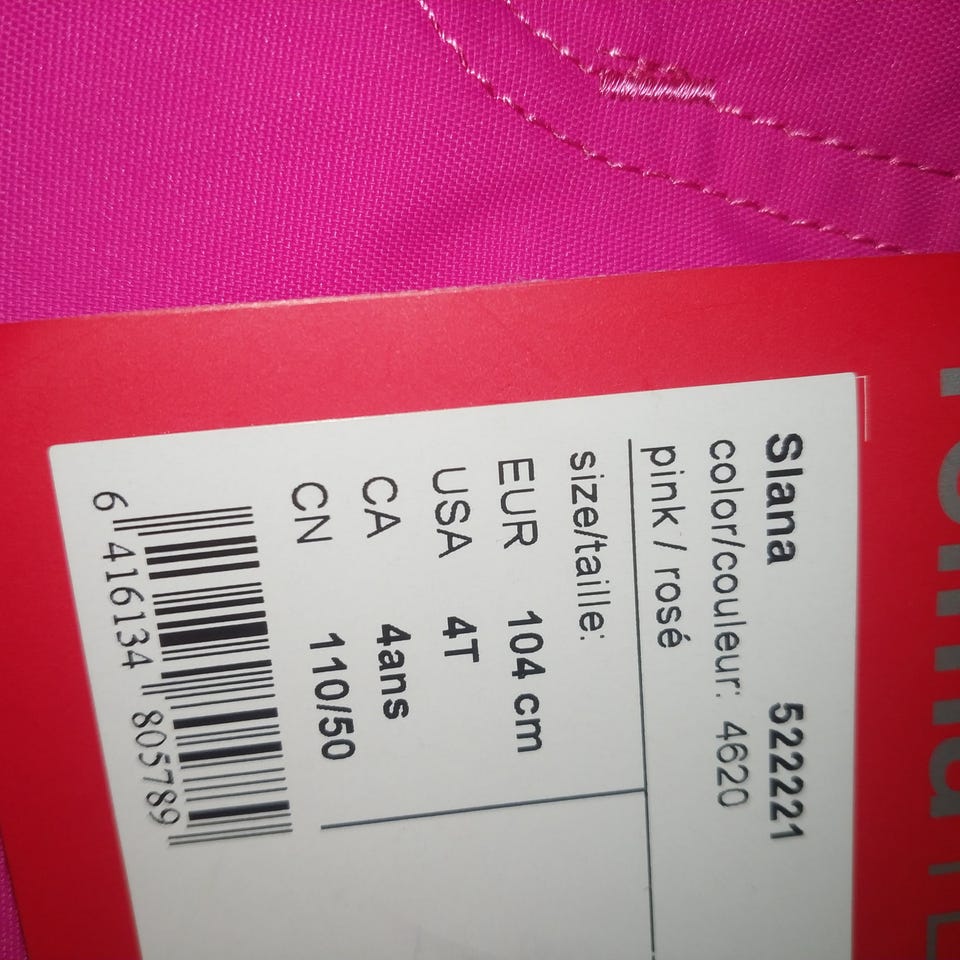 Slana 522221
color/couleur: 4620
pink / rosé
size/taille:
EUR 104 cm
USA 4T
CA 4ans
CN 110/50
6 416134 805789